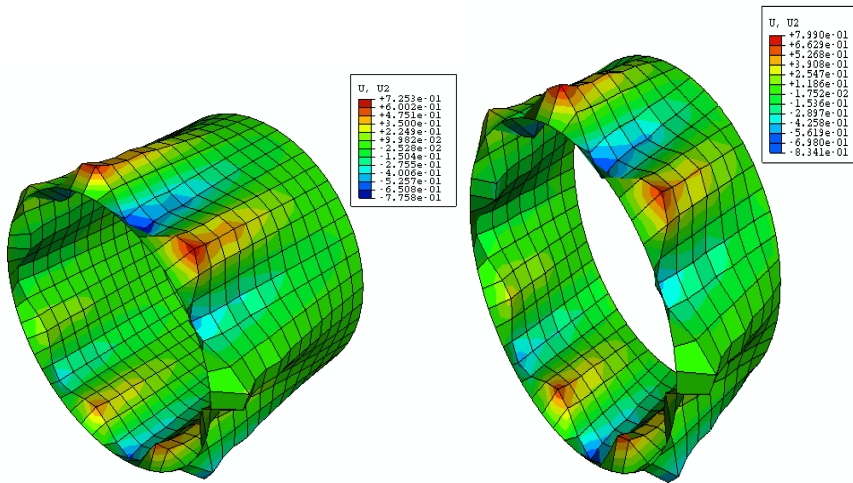 U, U2
+7.253e-01
+6.002e-01
+4.751e-01
+3.500e-01
+2.249e-01
+9.982e-02
-2.528e-02
-1.504e-01
-2.755e-01
-4.006e-01
-5.257e-01
-6.508e-01
-7.758e-01
U, U2
+7.990e-01
+6.629e-01
+5.268e-01
+3.908e-01
+2.547e-01
+1.186e-01
-1.752e-02
-1.536e-01
-2.897e-01
-4.258e-01
-5.619e-01
-6.980e-01
-8.341e-01